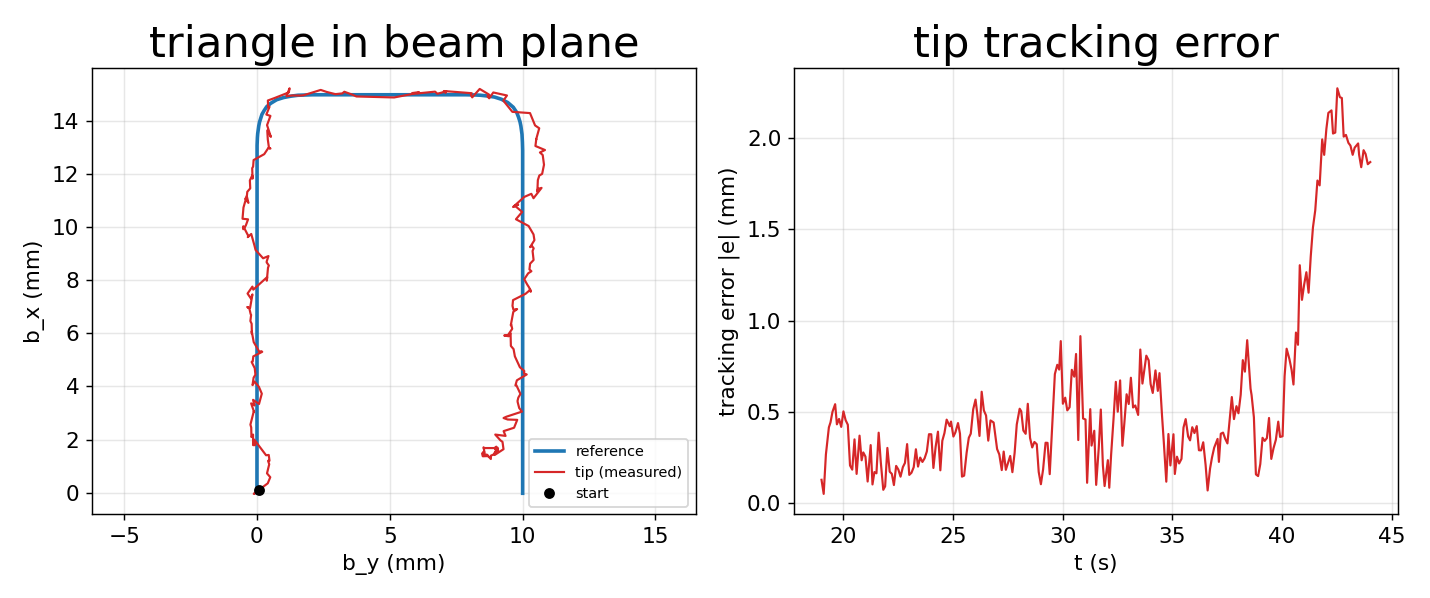 triangle in beam plane
b_x (mm)
14
12
10
8
6
4
2
0
−5
0
5
10
15
b_y (mm)
reference
tip (measured)
start
tip tracking error
tracking error |e| (mm)
2.0
1.5
1.0
0.5
0.0
20
25
30
35
40
45
t (s)